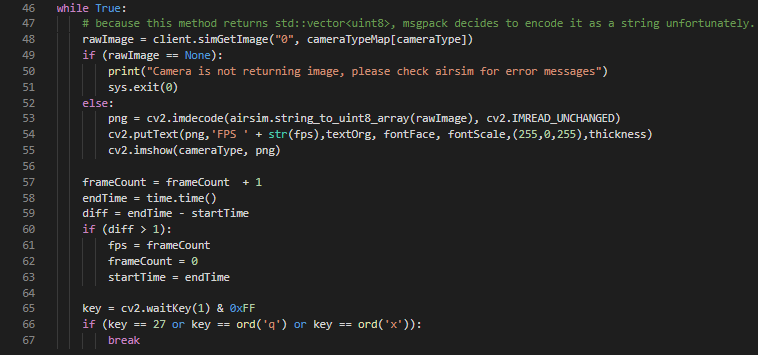 46 while True:
47 # because this method returns std::vector<uint8>, msgpack decides to encode it as a string unfortunately.
48 rawImage = client.simGetImage("0", cameraTypeMap[cameraType])
49 if (rawImage == None):
50 print("Camera is not returning image, please check airsim for error messages")
51 sys.exit(0)
52 else:
53 png = cv2.imdecode(airsim.string_to_uint8_array(rawImage), cv2.IMREAD_UNCHANGED)
54 cv2.putText(png,'FPS ' + str(fps),textOrg, fontFace, fontScale,(255,0,255),thickness)
55 cv2.imshow(cameraType, png)
56
57 frameCount = frameCount  + 1
58 endTime = time.time()
59 diff = endTime - startTime
60 if (diff > 1):
61 fps = frameCount
62 frameCount = 0
63 startTime = endTime
64
65 key = cv2.waitKey(1) & 0xFF
66 if (key == 27 or key == ord('q') or key == ord('x')):
67 break